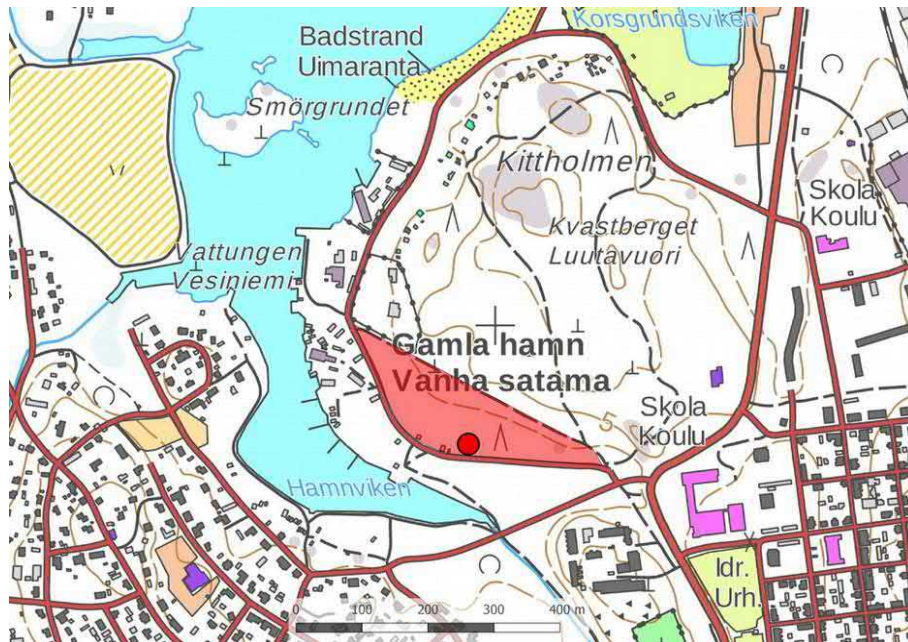 Korsgrundsviken
Badstrand
Uimaranta
Smörgrundet
Kittholmen
Skola
Koulu
Kvastberget
Luutavuori
Vattungen
Vesiniemi
Gamla hamn
Vanha satama
5
Skola
Koulu
Hamnviken
Idr.
Urh.
0 100 200 300 400 m